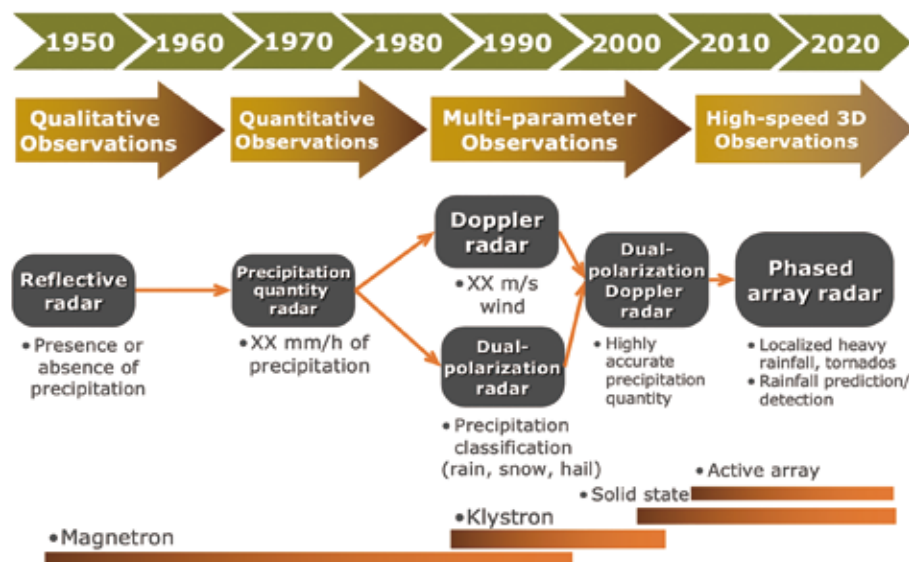 1950 1960 1970 1980 1990 2000 2010 2020
Qualitative
Observations
Quantitative
Observations
Multi-parameter
Observations
High-speed 3D
Observations
Reflective
radar
• Presence or
absence of
precipitation
Precipitation
quantity
radar
• XX mm/h of
precipitation
Doppler
radar
• XX m/s
wind
Dual-
polarization
radar
• Precipitation
classification
(rain, snow, hail)
Dual-
polarization
Doppler
radar
• Highly
accurate
precipitation
quantity
Phased
array radar
• Localized heavy
rainfall, tornados
• Rainfall prediction/
detection
• Active array
• Solid state
• Klystron
• Magnetron